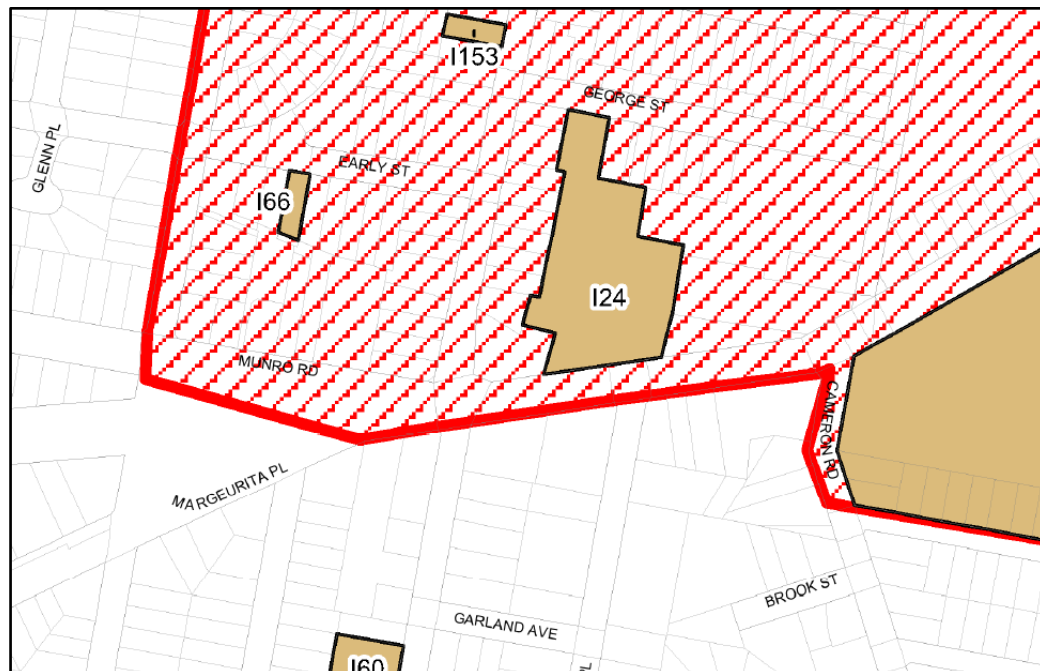 I153
GEORGE ST
GLENN PL
EARLY ST
I66
I24
MUNRO RD
CAMERON RD
MARGEURITA PL
BROOK ST
GARLAND AVE
I60
PL